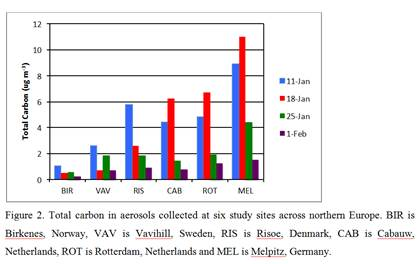 12
10
8
6
4
2
0
Total Carbon (ug m-3)
BIR VAV RIS CAB ROT MEL
11-Jan
18-Jan
25-Jan
1-Feb
Figure 2. Total carbon in aerosols collected at six study sites across northern Europe. BIR is
Birkenes, Norway, VAV is Vavihill, Sweden, RIS is Risoe, Denmark, CAB is Cabauw,
Netherlands, ROT is Rotterdam, Netherlands and MEL is Melpitz, Germany.